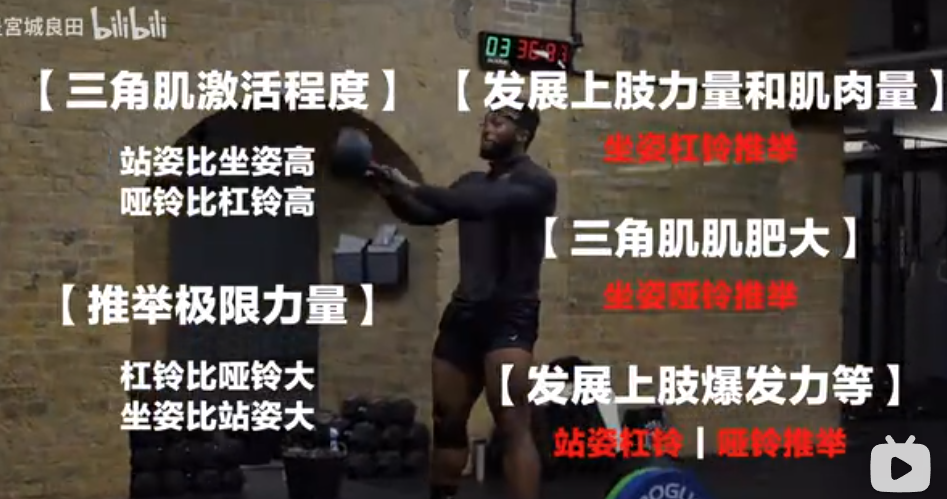 宮城良田 bilibili
03 36
【三角肌激活程度】
站姿比坐姿高
哑铃比杠铃高
【推举极限力量】
杠铃比哑铃大
坐姿比站姿大
【发展上肢力量和肌肉量】
坐姿杠铃推举
【三角肌肌肥大】
坐姿哑铃推举
【发展上肢爆发力等】
站姿杠铃|哑铃推举